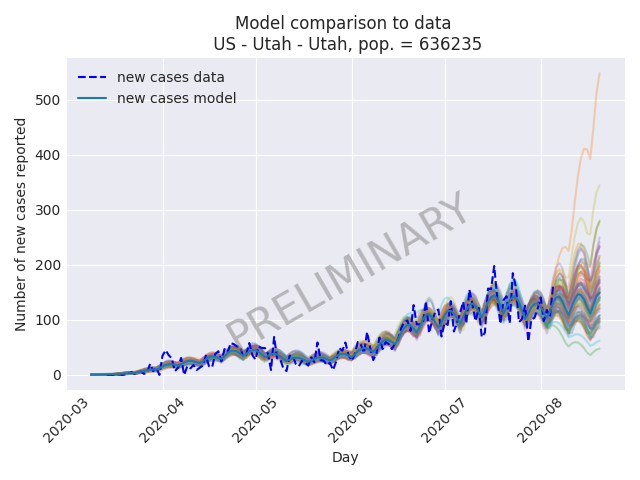 Model comparison to data
US - Utah - Utah, pop. = 636235
new cases data
new cases model
Number of new cases reported
500
400
300
200
100
0
PRELIMINARY
2020-03
2020-04
2020-05
2020-06
2020-07
2020-08
Day